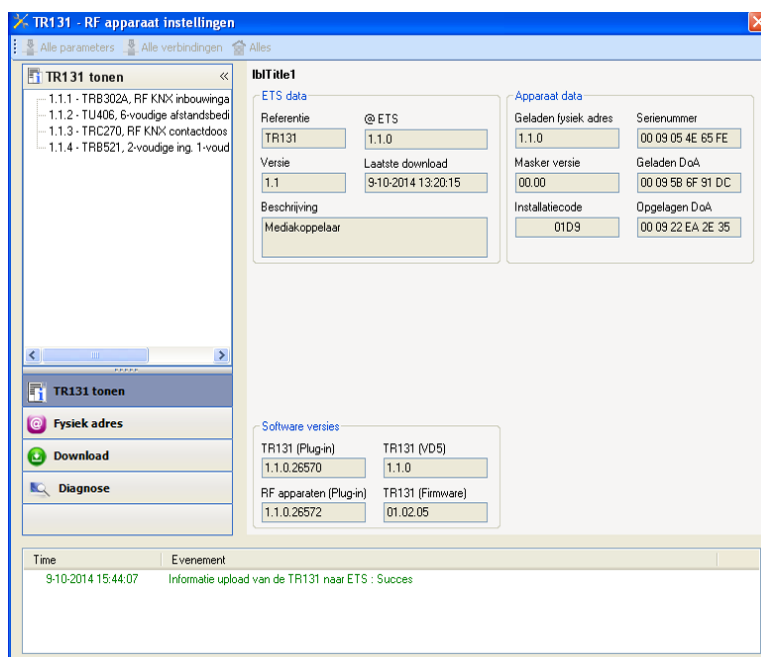 TR131 - RF apparaat instellingen
Alle parameters Alle verbindingen Alles
TR131 tonen
1.1.1 - TRB302A, RF KNX inbouwinga
1.1.2 - TU406, 6-voudige afstandsbedi
1.1.3 - TRC270, RF KNX contactdoos
1.1.4 - TRB521, 2-voudige ing. 1-voud
TR131 tonen
Fysiek adres
Download
Diagnose
lblTitle1
ETS data
Referentie @ ETS
TR131 1.1.0
Versie Laatste download
1.1 9-10-2014 13:20:15
Beschrijving
Mediakoppelaar
Apparaat data
Geladen fysiek adres Serienummer
1.1.0 00 09 05 4E 65 FE
Masker versie Geladen DoA
00.00 00 09 5B 6F 91 DC
Installatiecode Opgelagen DoA
01D9 00 09 22 EA 2E 35
Software versies
TR131 (Plug-in) TR131 (VD5)
1.1.0.26570 1.1.0
RF apparaten (Plug-in) TR131 (Firmware)
1.1.0.26572 01.02.05
Time Evenement
9-10-2014 15:44:07 Informatie upload van de TR131 naar ETS : Succes